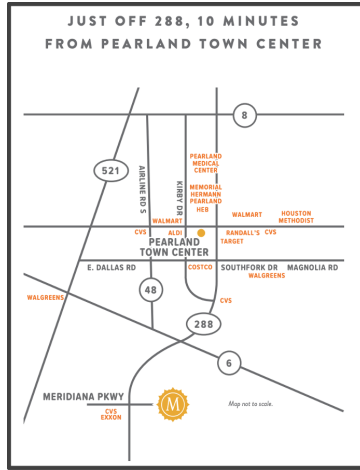 JUST OFF 288, 10 MINUTES
FROM PEARLAND TOWN CENTER
8
521
AIRLINE RD S
KIRBY DR
PEARLAND
MEDICAL
CENTER
MEMORIAL
HERMANN
PEARLAND
HEB
WALMART
WALMART
HOUSTON
METHODIST
CVS
ALDI
RANDALL'S
CVS
TARGET
PEARLAND
TOWN CENTER
E. DALLAS RD
COSTCO
SOUTHFORK DR
MAGNOLIA RD
WALGREENS
WALGREENS
48
CVS
288
6
MERIDIANA PKWY
M
Map not to scale.
CVS
EXXON